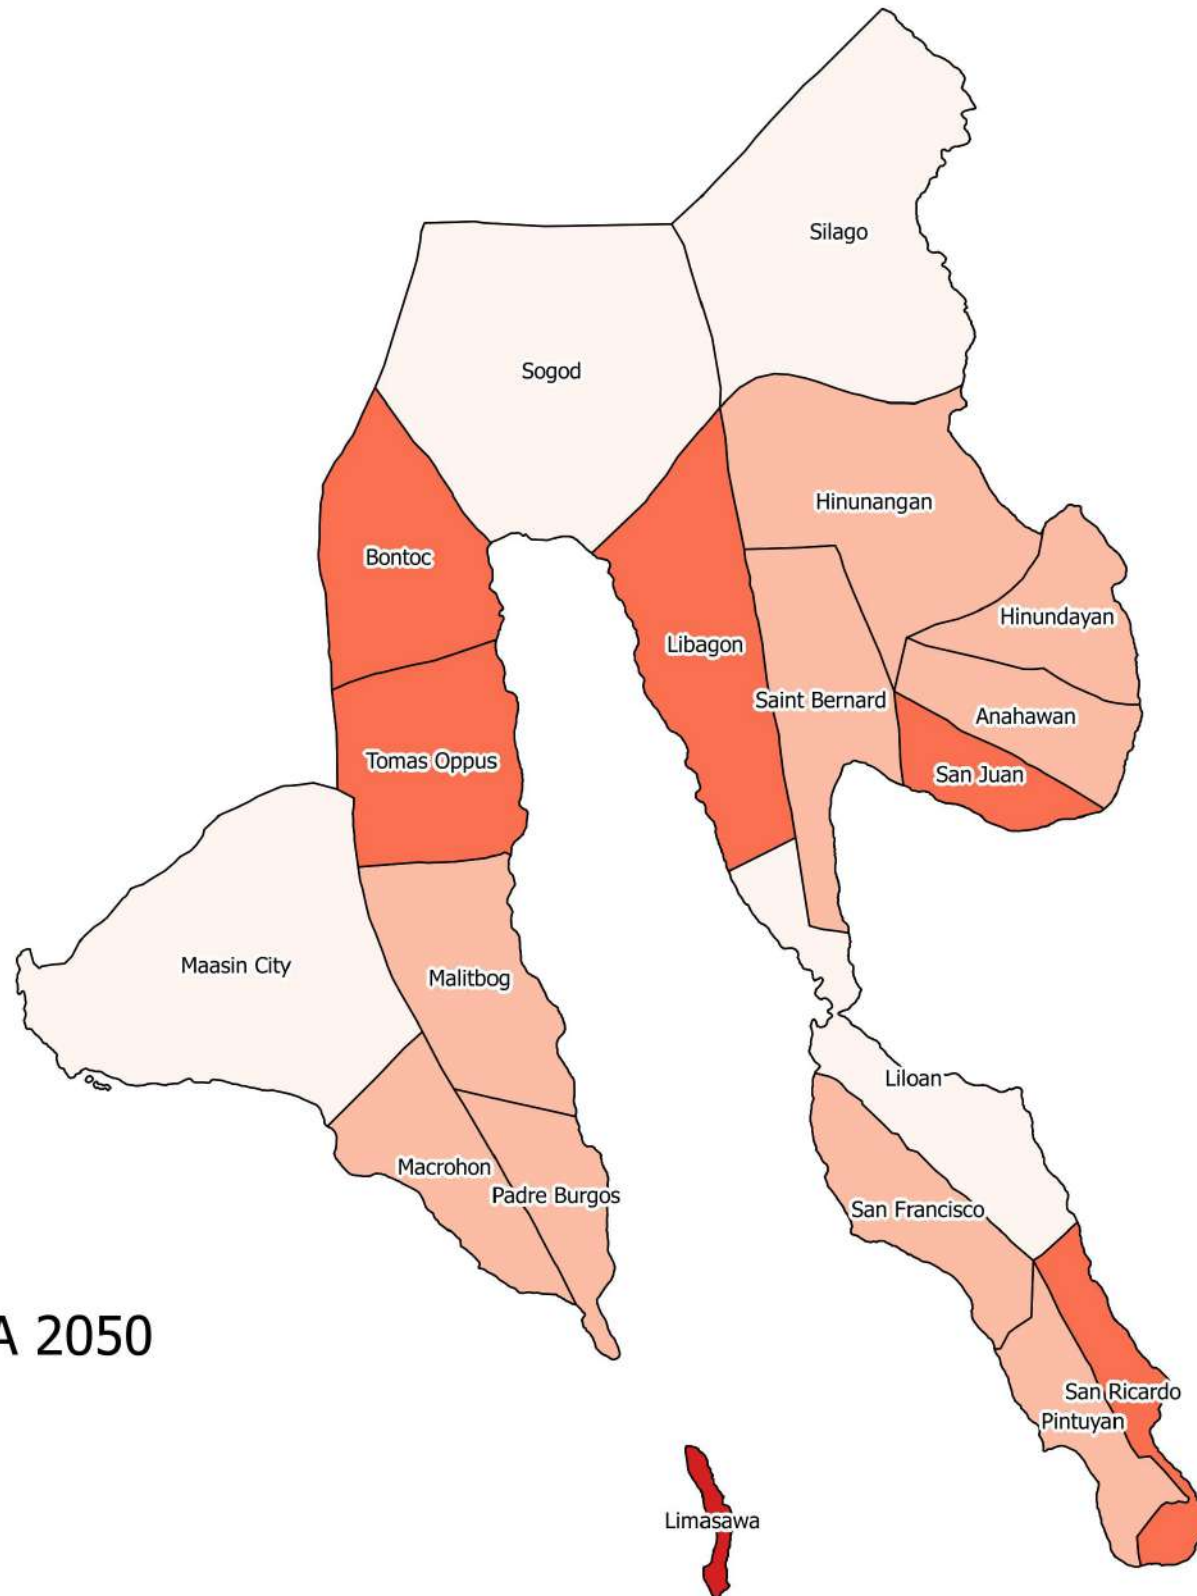 Silago
Sogod
Hinunangan
Bontoc
Hinundayan
Libagon
Saint Bernard
Anahawan
Tomas Oppus
San Juan
Maasin City
Malitbog
Liloan
Macrohon
Padre Burgos
San Francisco
A 2050
San Ricardo
Pintuyan
Limasawa